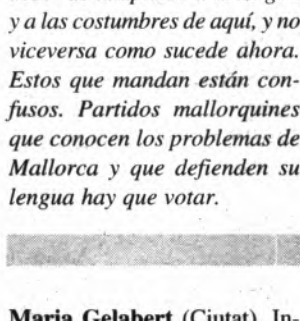 y a las costumbres de aquí, y no
viceversa como sucede ahora.
Estos que mandan están con-
fusos. Partidos mallorquines
que conocen los problemas de
Mallorca y que defienden su
lengua hay que votar.
Maria Gelabert (Ciutat). In-